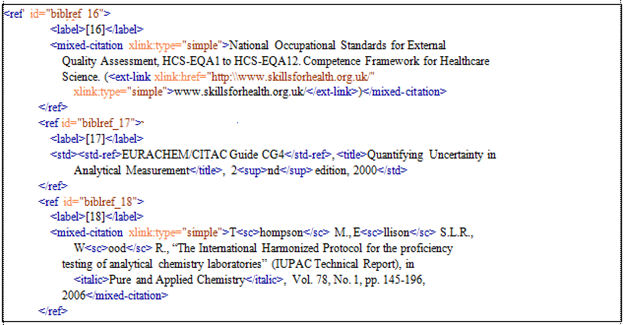 <ref' id="biblref_16">
<label>[16]</label>
<mixed-citation xlink:type="simple">National Occupational Standards for External
Quality Assessment, HCS-EQA1 to HCS-EQA12. Competence Framework for Healthcare
Science. (<ext-link xlink:href="http:\\www.skillsforhealth.org.uk/"
xlink:type="simple">www.skillsforhealth.org.uk/</ext-link>)</mixed-citation>
</ref>
<ref id="biblref_17">
<label>[17]</label>
<std><std-ref>EURACHEM/CITAC Guide CG4</std-ref>, <title>Quantifying Uncertainty in
Analytical Measurement</title>, 2<sup>nd</sup> edition, 2000</std>
</ref>
<ref id="biblref_18">
<label>[18]</label>
<mixed-citation xlink:type="simple">T<sc>hompson</sc> M., E<sc>llison</sc> S.L.R.,
W<sc>ood</sc> R., “The International Harmonized Protocol for the proficiency
testing of analytical chemistry laboratories” (IUPAC Technical Report), in
<italic>Pure and Applied Chemistry</italic>, Vol. 78, No. 1, pp. 145-196,
2006</mixed-citation>
</ref>